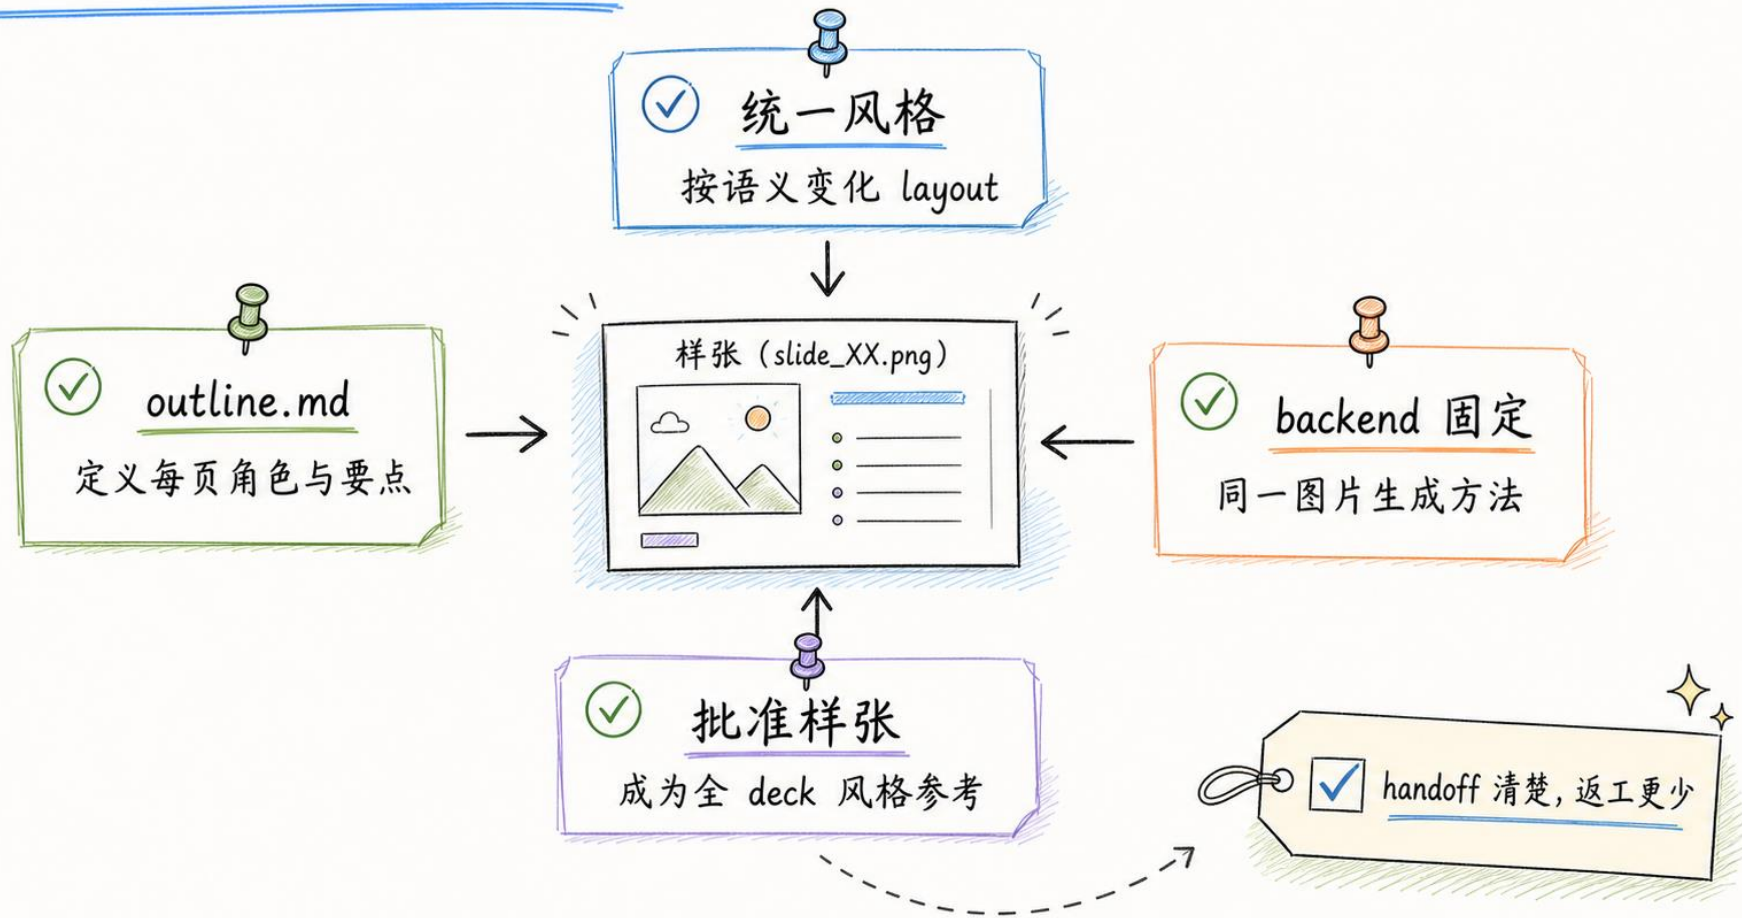 统一风格
按语义变化 layout
outline.md
定义每页角色与要点
样张（slide_XX.png）
backend 固定
同一图片生成方法
批准样张
成为全 deck 风格参考
handoff 清楚，返工更少